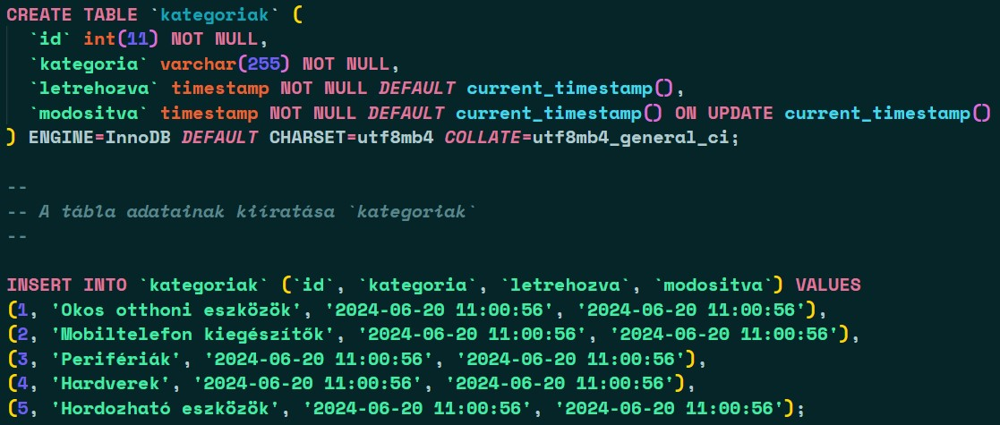 CREATE TABLE `kategoriak` (
  `id` int(11) NOT NULL,
  `kategoria` varchar(255) NOT NULL,
  `letrehozva` timestamp NOT NULL DEFAULT current_timestamp(),
  `modositva` timestamp NOT NULL DEFAULT current_timestamp() ON UPDATE current_timestamp()
) ENGINE=InnoDB DEFAULT CHARSET=utf8mb4 COLLATE=utf8mb4_general_ci;
--
-- A tábla adatainak kiíratása `kategoriak`
--
INSERT INTO `kategoriak` (`id`, `kategoria`, `letrehozva`, `modositva`) VALUES
(1, 'Okos otthoni eszközök', '2024-06-20 11:00:56', '2024-06-20 11:00:56'),
(2, 'Mobiltelefon kiegészítők', '2024-06-20 11:00:56', '2024-06-20 11:00:56'),
(3, 'Perifériák', '2024-06-20 11:00:56', '2024-06-20 11:00:56'),
(4, 'Hardverek', '2024-06-20 11:00:56', '2024-06-20 11:00:56'),
(5, 'Hordozható eszközök', '2024-06-20 11:00:56', '2024-06-20 11:00:56');